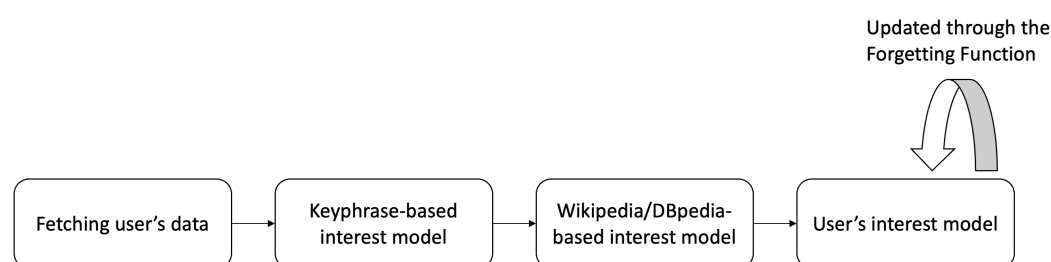 Updated through the
Forgetting Function
Fetching user’s data
Keyphrase-based
interest model
Wikipedia/DBpedia-
based interest model
User’s interest model